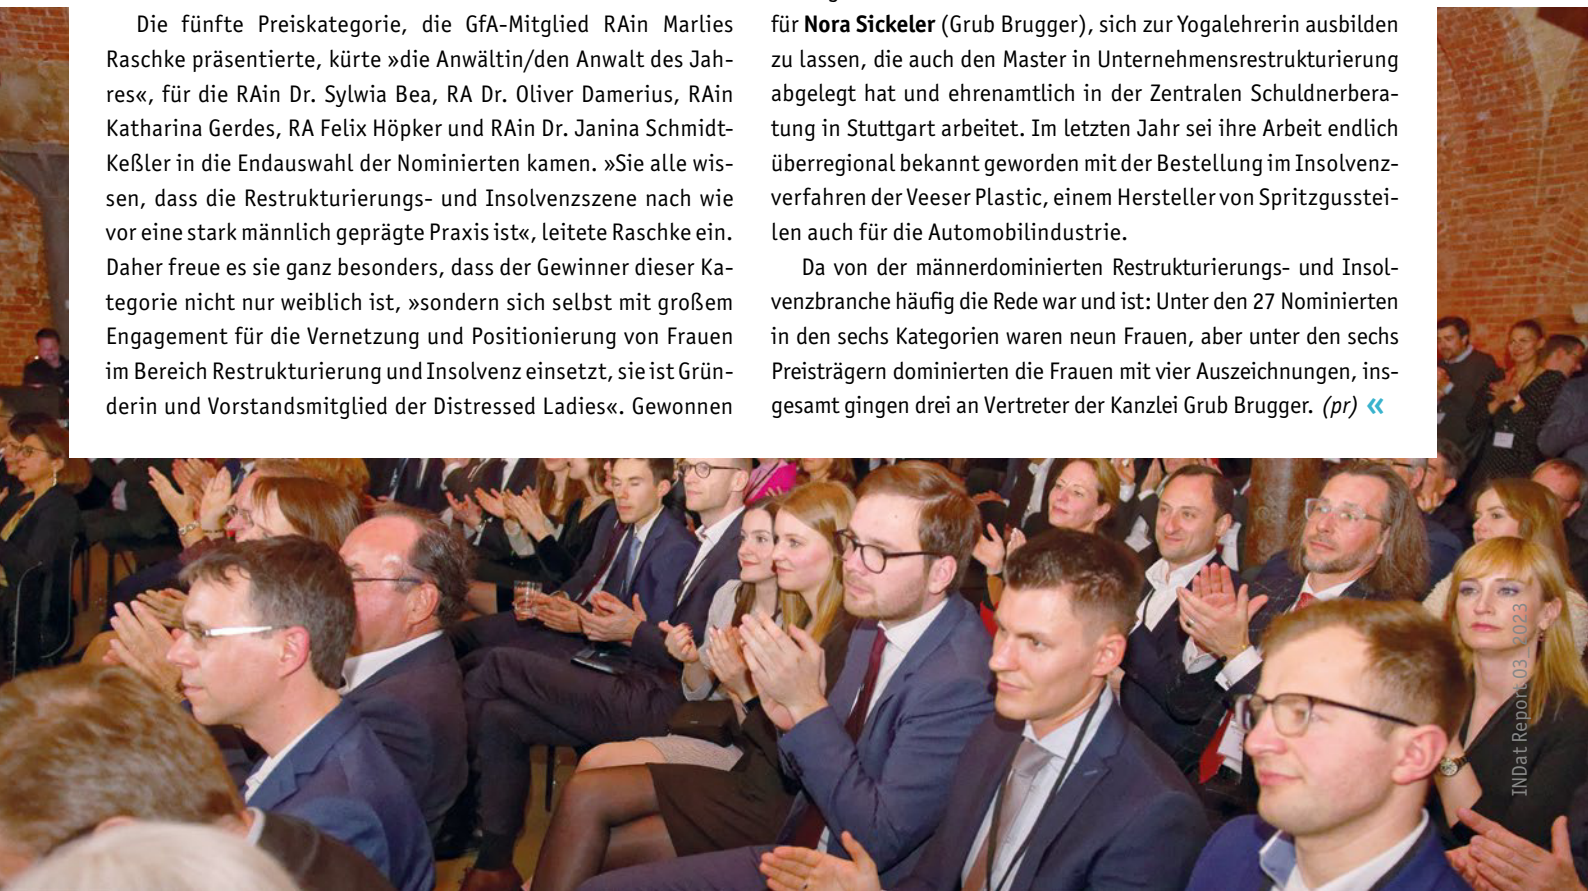 Die fünfte Preiskategorie, die GfA-Mitglied RAin Marlies
Raschke präsentierte, kürte »die Anwältin/den Anwalt des Jah-
res«, für die RAin Dr. Sylwia Bea, RA Dr. Oliver Damerius, RAin
Katharina Gerdes, RA Felix Höpker und RAin Dr. Janina Schmidt-
Keßler in die Endauswahl der Nominierten kamen. »Sie alle wis-
sen, dass die Restrukturierungs- und Insolvenzszene nach wie
vor eine stark männlich geprägte Praxis ist«, leitete Raschke ein.
Daher freue es sie ganz besonders, dass der Gewinner dieser Ka-
tegorie nicht nur weiblich ist, »sondern sich selbst mit großem
Engagement für die Vernetzung und Positionierung von Frauen
im Bereich Restrukturierung und Insolvenz einsetzt, sie ist Grün-
derin und Vorstandsmitglied der Distressed Ladies«. Gewonnen
für Nora Sickeler (Grub Brugger), sich zur Yogalehrerin ausbilden
zu lassen, die auch den Master in Unternehmensrestrukturierung
abgelegt hat und ehrenamtlich in der Zentralen Schuldnerbera-
tung in Stuttgart arbeitet. Im letzten Jahr sei ihre Arbeit endlich
überregional bekannt geworden mit der Bestellung im Insolvenz-
verfahren der Veeser Plastic, einem Hersteller von Spritzgusstei-
len auch für die Automobilindustrie.
Da von der männerdominierten Restrukturierungs- und Insol-
venzbranche häufig die Rede war und ist: Unter den 27 Nominierten
in den sechs Kategorien waren neun Frauen, aber unter den sechs
Preisträgern dominierten die Frauen mit vier Auszeichnungen, ins-
gesamt gingen drei an Vertreter der Kanzlei Grub Brugger. (pr) «
INDat Report 03_2023